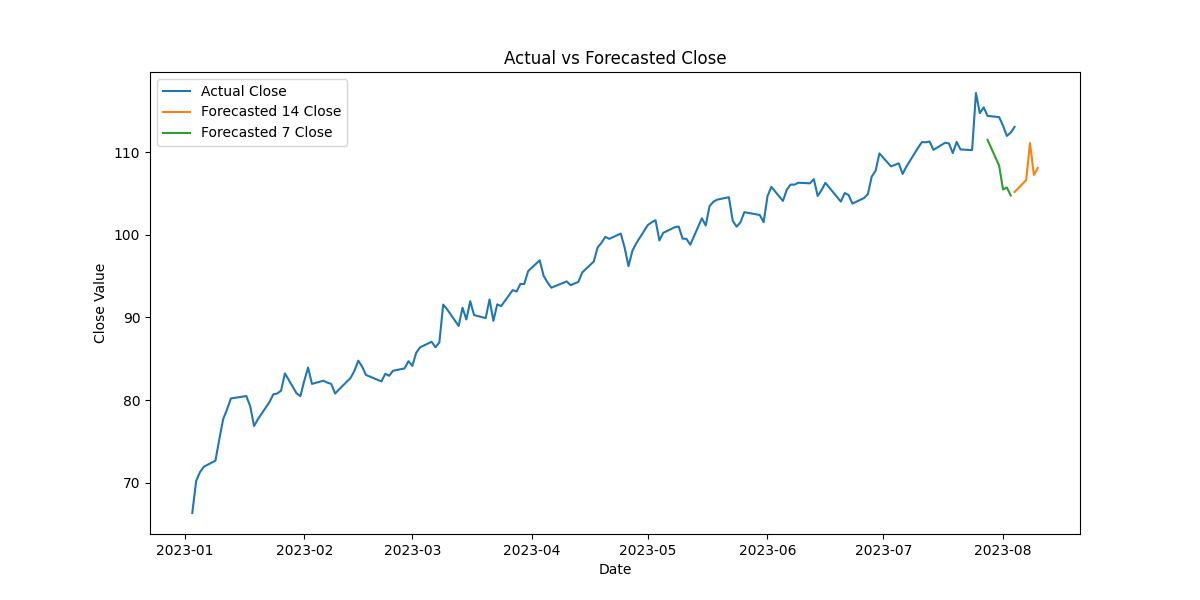 Actual vs Forecasted Close
Actual Close
Forecasted 14 Close
Forecasted 7 Close
110
100
90
80
70
Close Value
2023-01 2023-02 2023-03 2023-04 2023-05 2023-06 2023-07 2023-08
Date